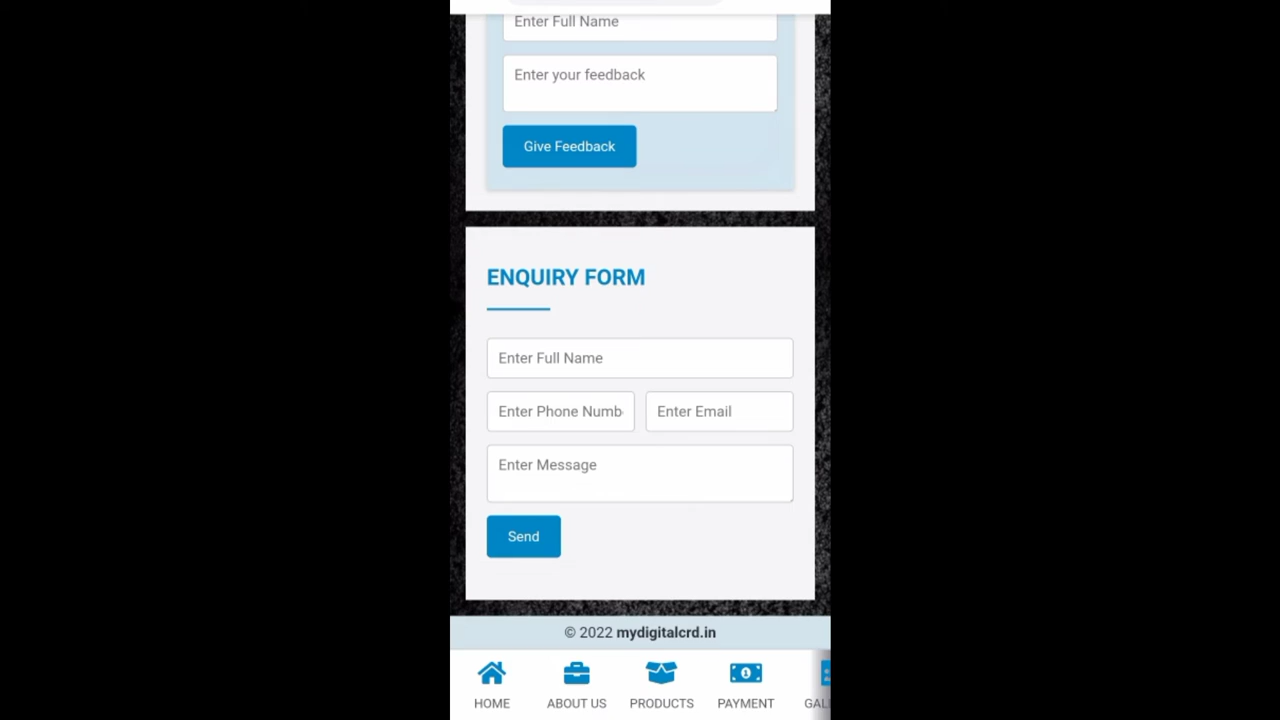 Enter Full Name
Enter your feedback
Give Feedback
ENQUIRY FORM
Enter Full Name
Enter Phone Numb
Enter Email
Enter Message
Send
© 2022 mydigitalcrd.in
HOME ABOUT US PRODUCTS PAYMENT GAL